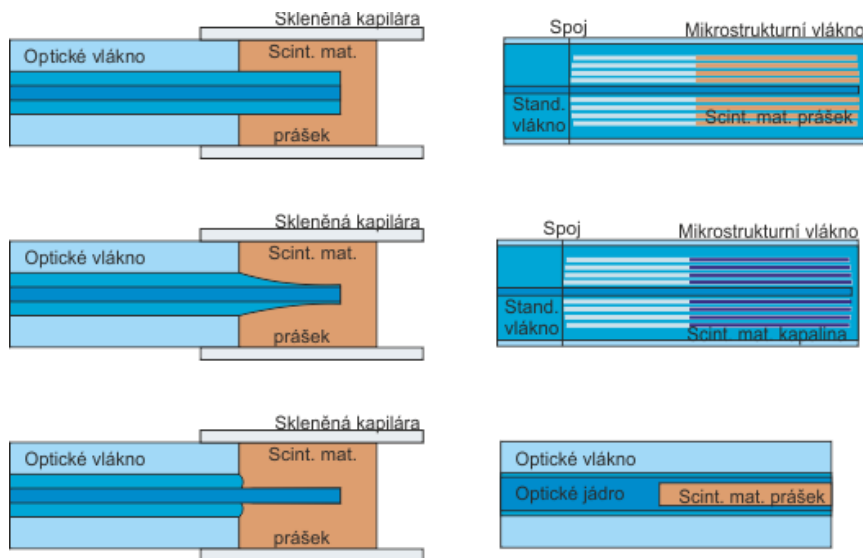 Skleněná kapilára
Optické vlákno
Scint. mat.
prášek
Spoj
Mikrostrukturní vlákno
Stand.
vlákno
Scint. mat. prášek
Skleněná kapilára
Optické vlákno
Scint. mat.
prášek
Spoj
Mikrostrukturní vlákno
Stand.
vlákno
Scint. mat. kapalina
Skleněná kapilára
Optické vlákno
Scint. mat.
prášek
Optické vlákno
Optické jádro
Scint. mat. prášek